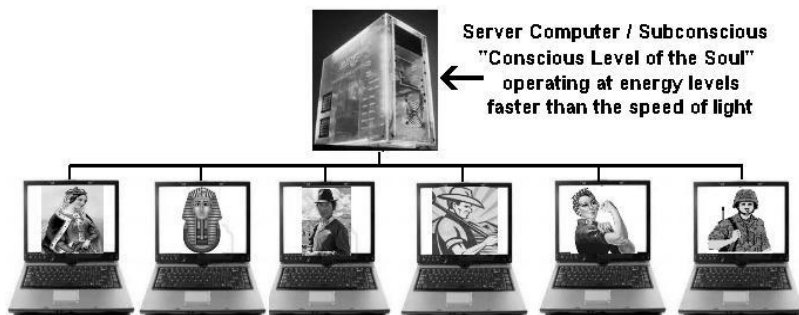 Server Computer / Subconscious
"Conscious Level of the Soul"
operating at energy levels
faster than the speed of light